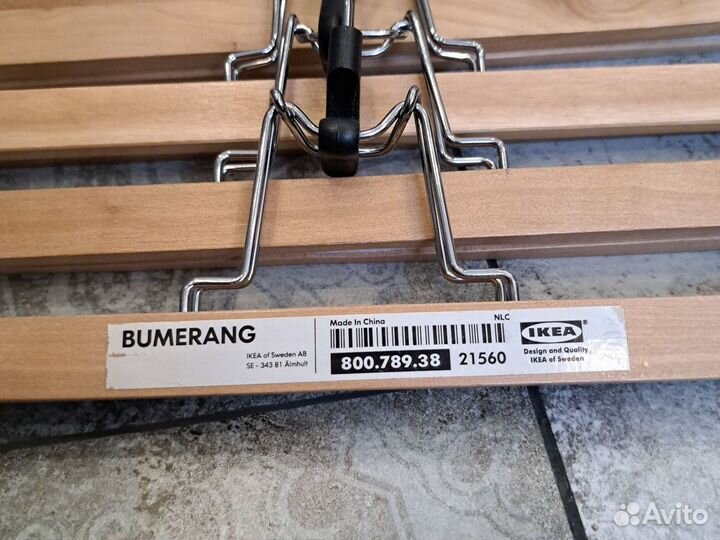 BUMERANG
IKEA of Sweden AB
SE - 343 81 Älmhult
Made in China
NLC
800.789.38 21560
IKEA
Design and Quality
IKEA of Sweden
Avito